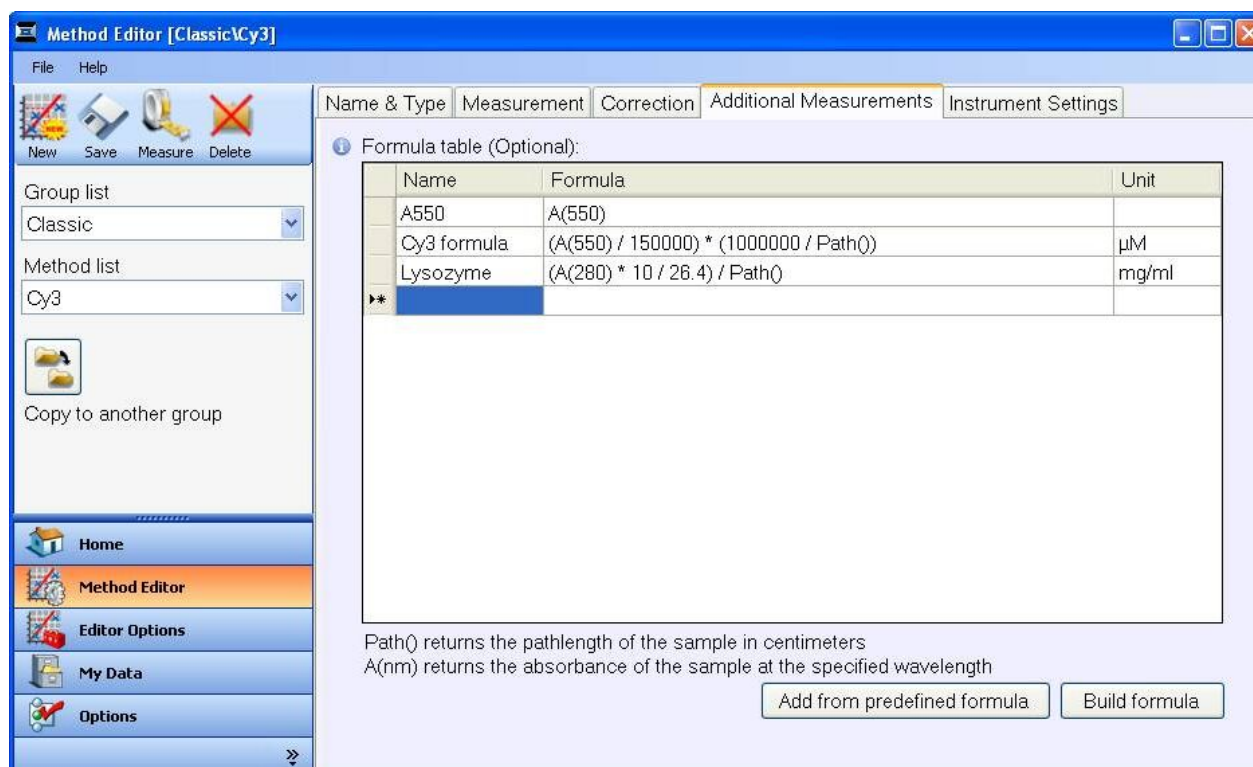 Method Editor [Classic\Cy3]
File Help
New Save Measure Delete
Group list
Classic
Method list
Cy3
Copy to another group
Home
Method Editor
Editor Options
My Data
Options
Name & Type Measurement Correction Additional Measurements Instrument Settings
Formula table (Optional):
Name Formula Unit
A550 A(550)
Cy3 formula (A(550) / 150000) * (1000000 / Path()) µM
Lysozyme (A(280) * 10 / 26.4) / Path() mg/ml
Path() returns the pathlength of the sample in centimeters
A(nm) returns the absorbance of the sample at the specified wavelength
Add from predefined formula Build formula